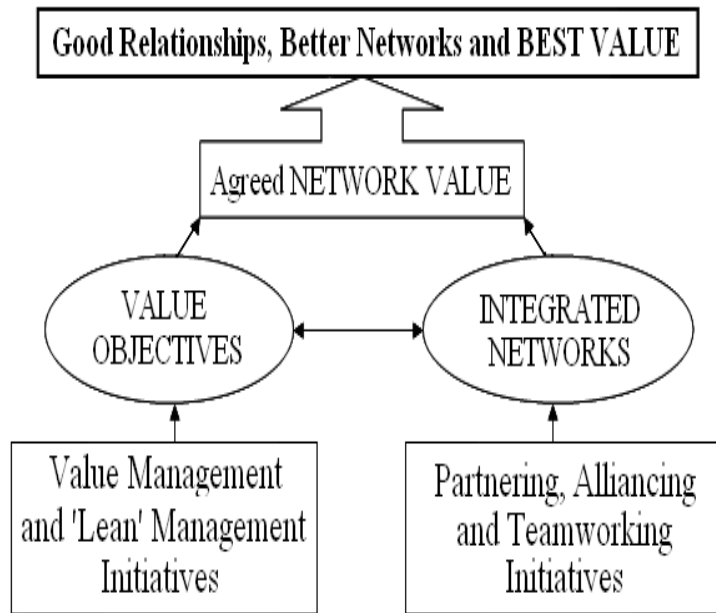 Good Relationships, Better Networks and BEST VALUE
Agreed NETWORK VALUE
VALUE
OBJECTIVES
INTEGRATED
NETWORKS
Value Management
and 'Lean' Management
Initiatives
Partnering, Alliancing
and Teamworking
Initiatives